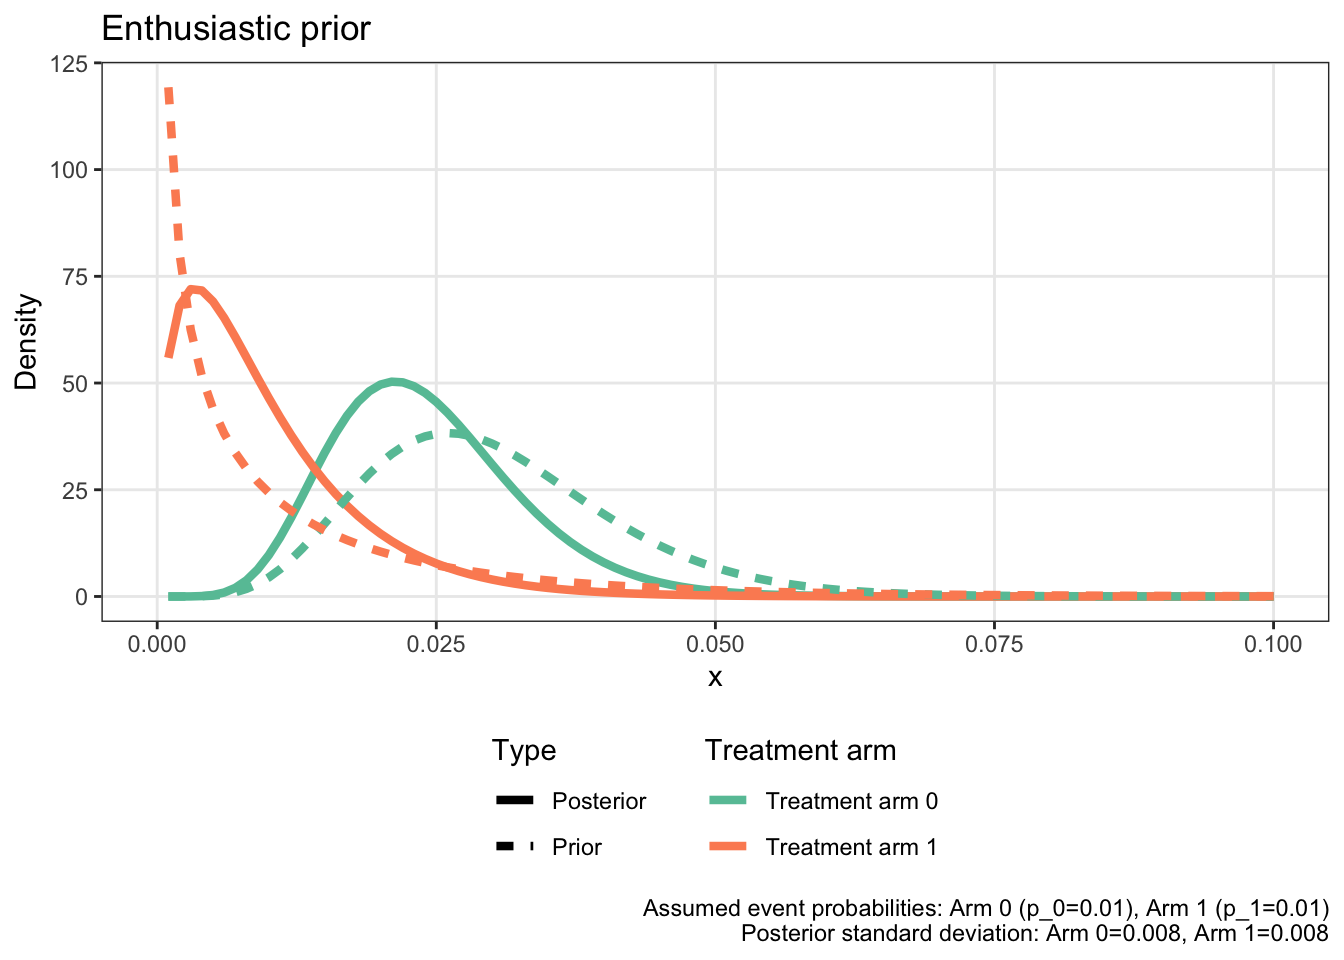 Enthusiastic prior
125
100
75
50
25
0
Density
0.000 0.025 0.050 0.075 0.100
x
Type Treatment arm
Posterior Treatment arm 0
Prior Treatment arm 1
Assumed event probabilities: Arm 0 (p_0=0.01), Arm 1 (p_1=0.01)
Posterior standard deviation: Arm 0=0.008, Arm 1=0.008